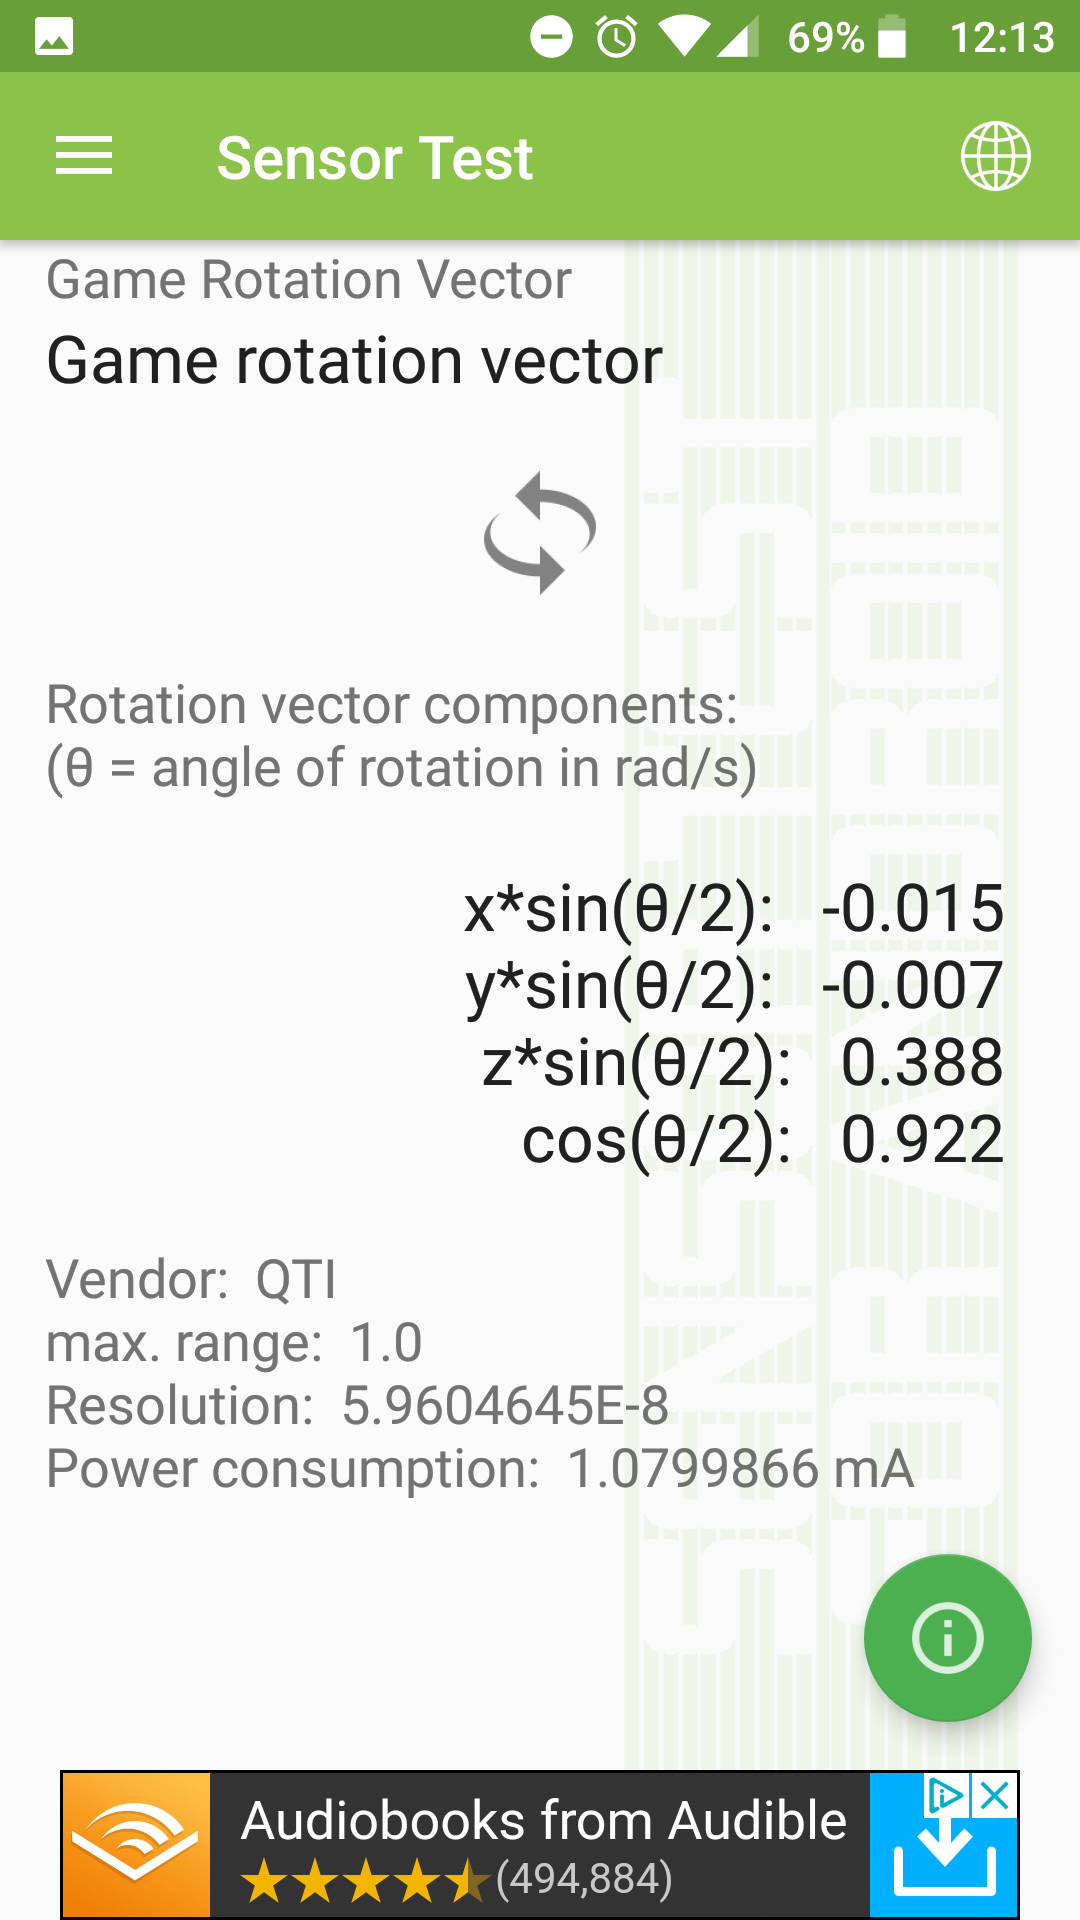 69% 12:13
Sensor Test
Game Rotation Vector
Game rotation vector
Rotation vector components:
(θ = angle of rotation in rad/s)
x*sin(θ/2): -0.015
y*sin(θ/2): -0.007
z*sin(θ/2): 0.388
cos(θ/2): 0.922
Vendor: QTI
max. range: 1.0
Resolution: 5.9604645E-8
Power consumption: 1.0799866 mA
Audiobooks from Audible
(494,884)